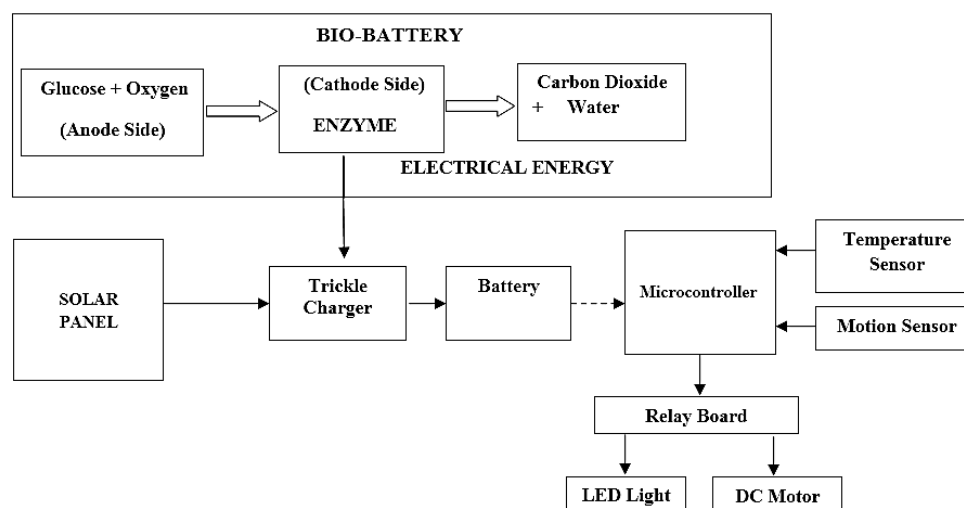 BIO-BATTERY
Glucose + Oxygen
(Anode Side)
(Cathode Side)
ENZYME
Carbon Dioxide
+ Water
ELECTRICAL ENERGY
SOLAR
PANEL
Trickle
Charger
Battery
Microcontroller
Temperature
Sensor
Motion Sensor
Relay Board
LED Light
DC Motor